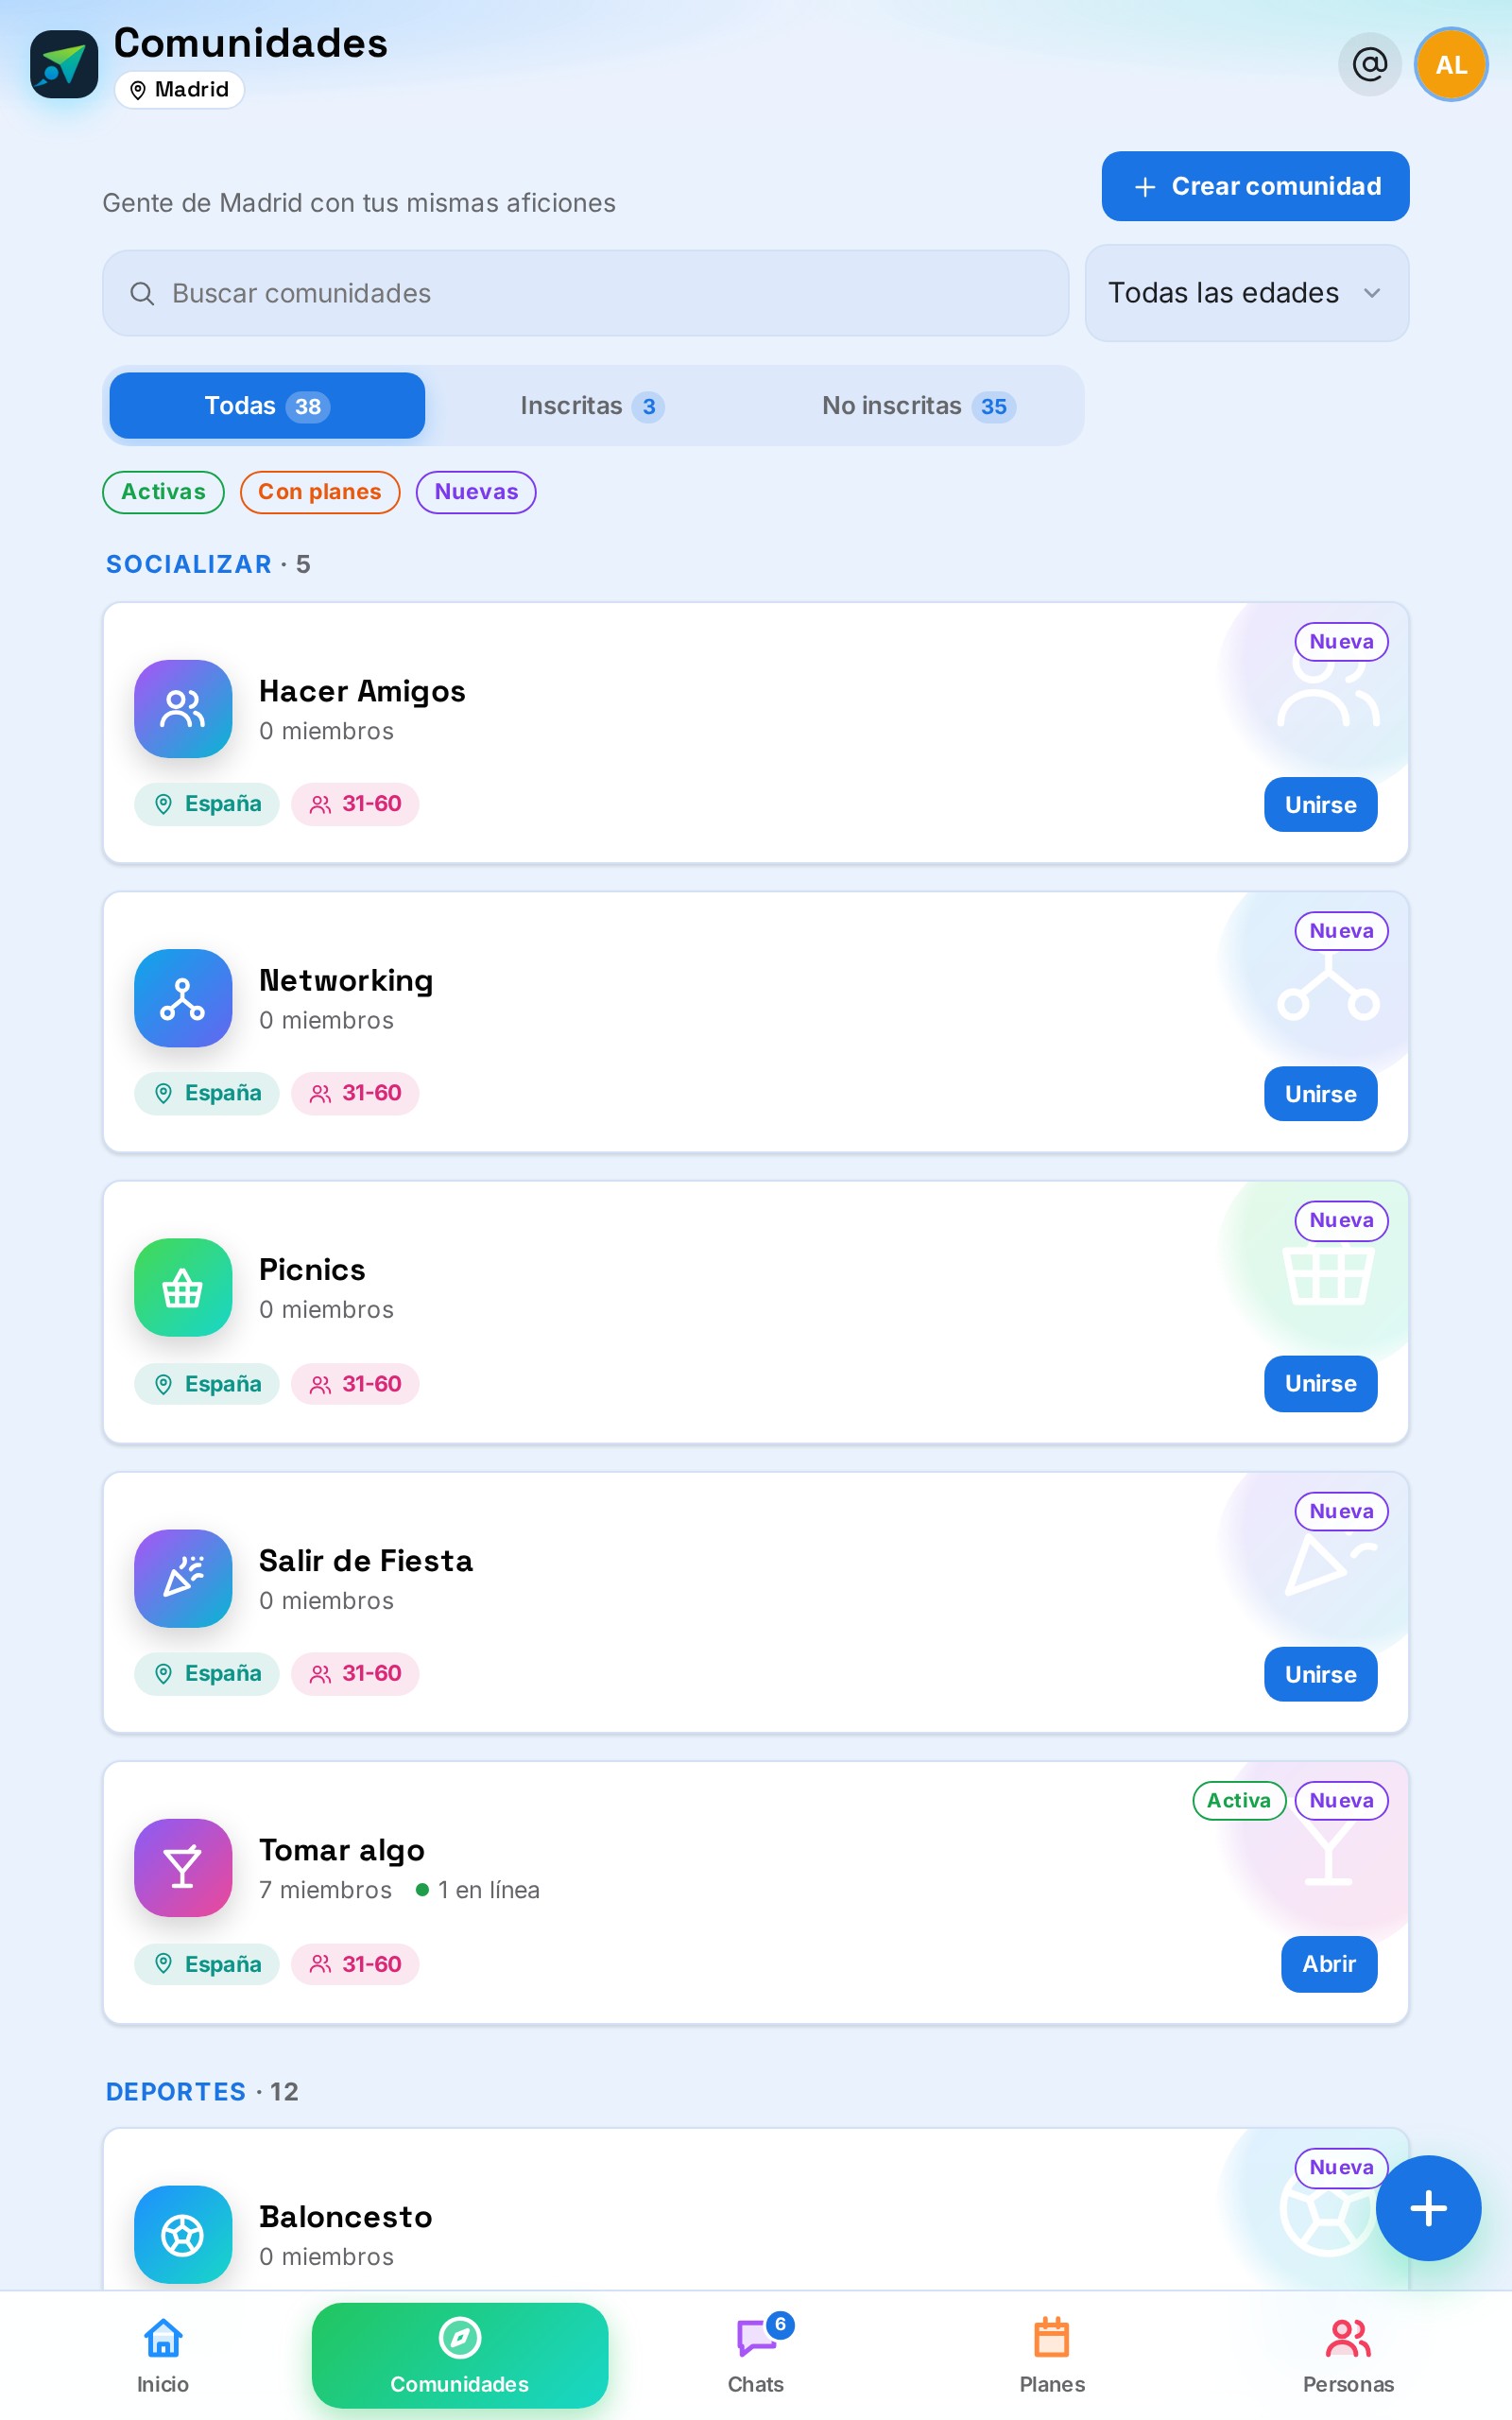 Comunidades
Madrid
@
AL
Gente de Madrid con tus mismas aficiones
+ Crear comunidad
Buscar comunidades
Todas las edades
Todas 38
Inscritas 3
No inscritas 35
Activas
Con planes
Nuevas
SOCIALIZAR · 5
Nueva
Hacer Amigos
0 miembros
España
31-60
Unirse
Nueva
Networking
0 miembros
España
31-60
Unirse
Nueva
Picnics
0 miembros
España
31-60
Unirse
Nueva
Salir de Fiesta
0 miembros
España
31-60
Unirse
Activa
Nueva
Tomar algo
7 miembros
1 en línea
España
31-60
Abrir
DEPORTES · 12
Nueva
Baloncesto
0 miembros
+
Inicio
Comunidades
6
Chats
Planes
Personas